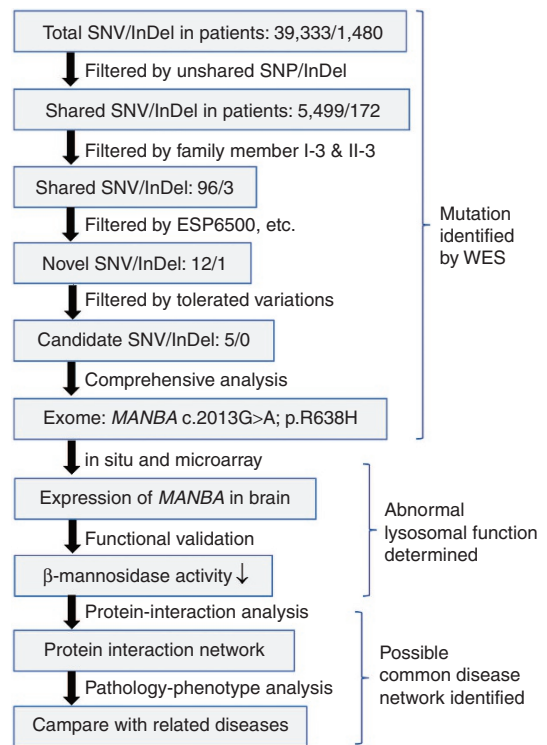 Total SNV/InDel in patients: 39,333/1,480
Filtered by unshared SNP/InDel
Shared SNV/InDel in patients: 5,499/172
Filtered by family member I-3 & II-3
Shared SNV/InDel: 96/3
Filtered by ESP6500, etc.
Novel SNV/InDel: 12/1
Filtered by tolerated variations
Candidate SNV/InDel: 5/0
Comprehensive analysis
Exome: MANBA c.2013G>A; p.R638H
Mutation
identified
by WES
in situ and microarray
Expression of MANBA in brain
Functional validation
β-mannosidase activity ↓
Abnormal
lysosomal function
determined
Protein-interaction analysis
Protein interaction network
Pathology-phenotype analysis
Campare with related diseases
Possible
common disease
network identified